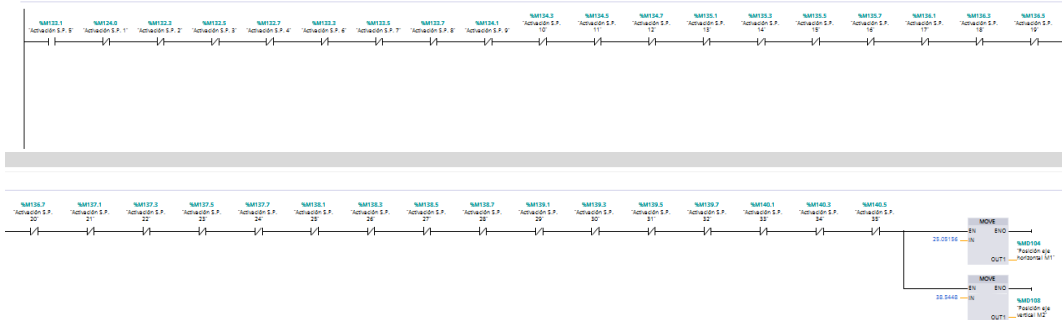 %M133.1 %M124.0 %M132.3 %M132.5 %M132.7 %M133.3 %M133.5 %M133.7 %M134.1 %M134.3 %M134.5 %M134.7 %M135.1 %M135.3 %M135.5 %M135.7 %M136.1 %M136.3 %M136.5
"Activación S.P. 5" "Activación S.P. 1" "Activación S.P. 2" "Activación S.P. 3" "Activación S.P. 4" "Activación S.P. 6" "Activación S.P. 7" "Activación S.P. 8" "Activación S.P. 9" "Activación S.P. "Activación S.P. "Activación S.P. "Activación S.P. "Activación S.P. "Activación S.P. "Activación S.P. "Activación S.P. "Activación S.P. "Activación S.P.
10" 11" 12" 13" 14" 15" 16" 17" 18" 19"
%M136.7 %M137.1 %M137.3 %M137.5 %M137.7 %M138.1 %M138.3 %M138.5 %M138.7 %M139.1 %M139.3 %M139.5 %M139.7 %M140.1 %M140.3 %M140.5
"Activación S.P. "Activación S.P. "Activación S.P. "Activación S.P. "Activación S.P. "Activación S.P. "Activación S.P. "Activación S.P. "Activación S.P. "Activación S.P. "Activación S.P. "Activación S.P. "Activación S.P. "Activación S.P. "Activación S.P. "Activación S.P.
20" 21" 22" 23" 24" 25" 26" 27" 28" 29" 30" 31" 32" 33" 34" 35"
MOVE
EN ENO
25.05156 IN
%MD104
"Posición eje
horizontal M1"
OUT1
MOVE
EN ENO
38.5448 IN
%MD108
"Posición eje
vertical M2"
OUT1